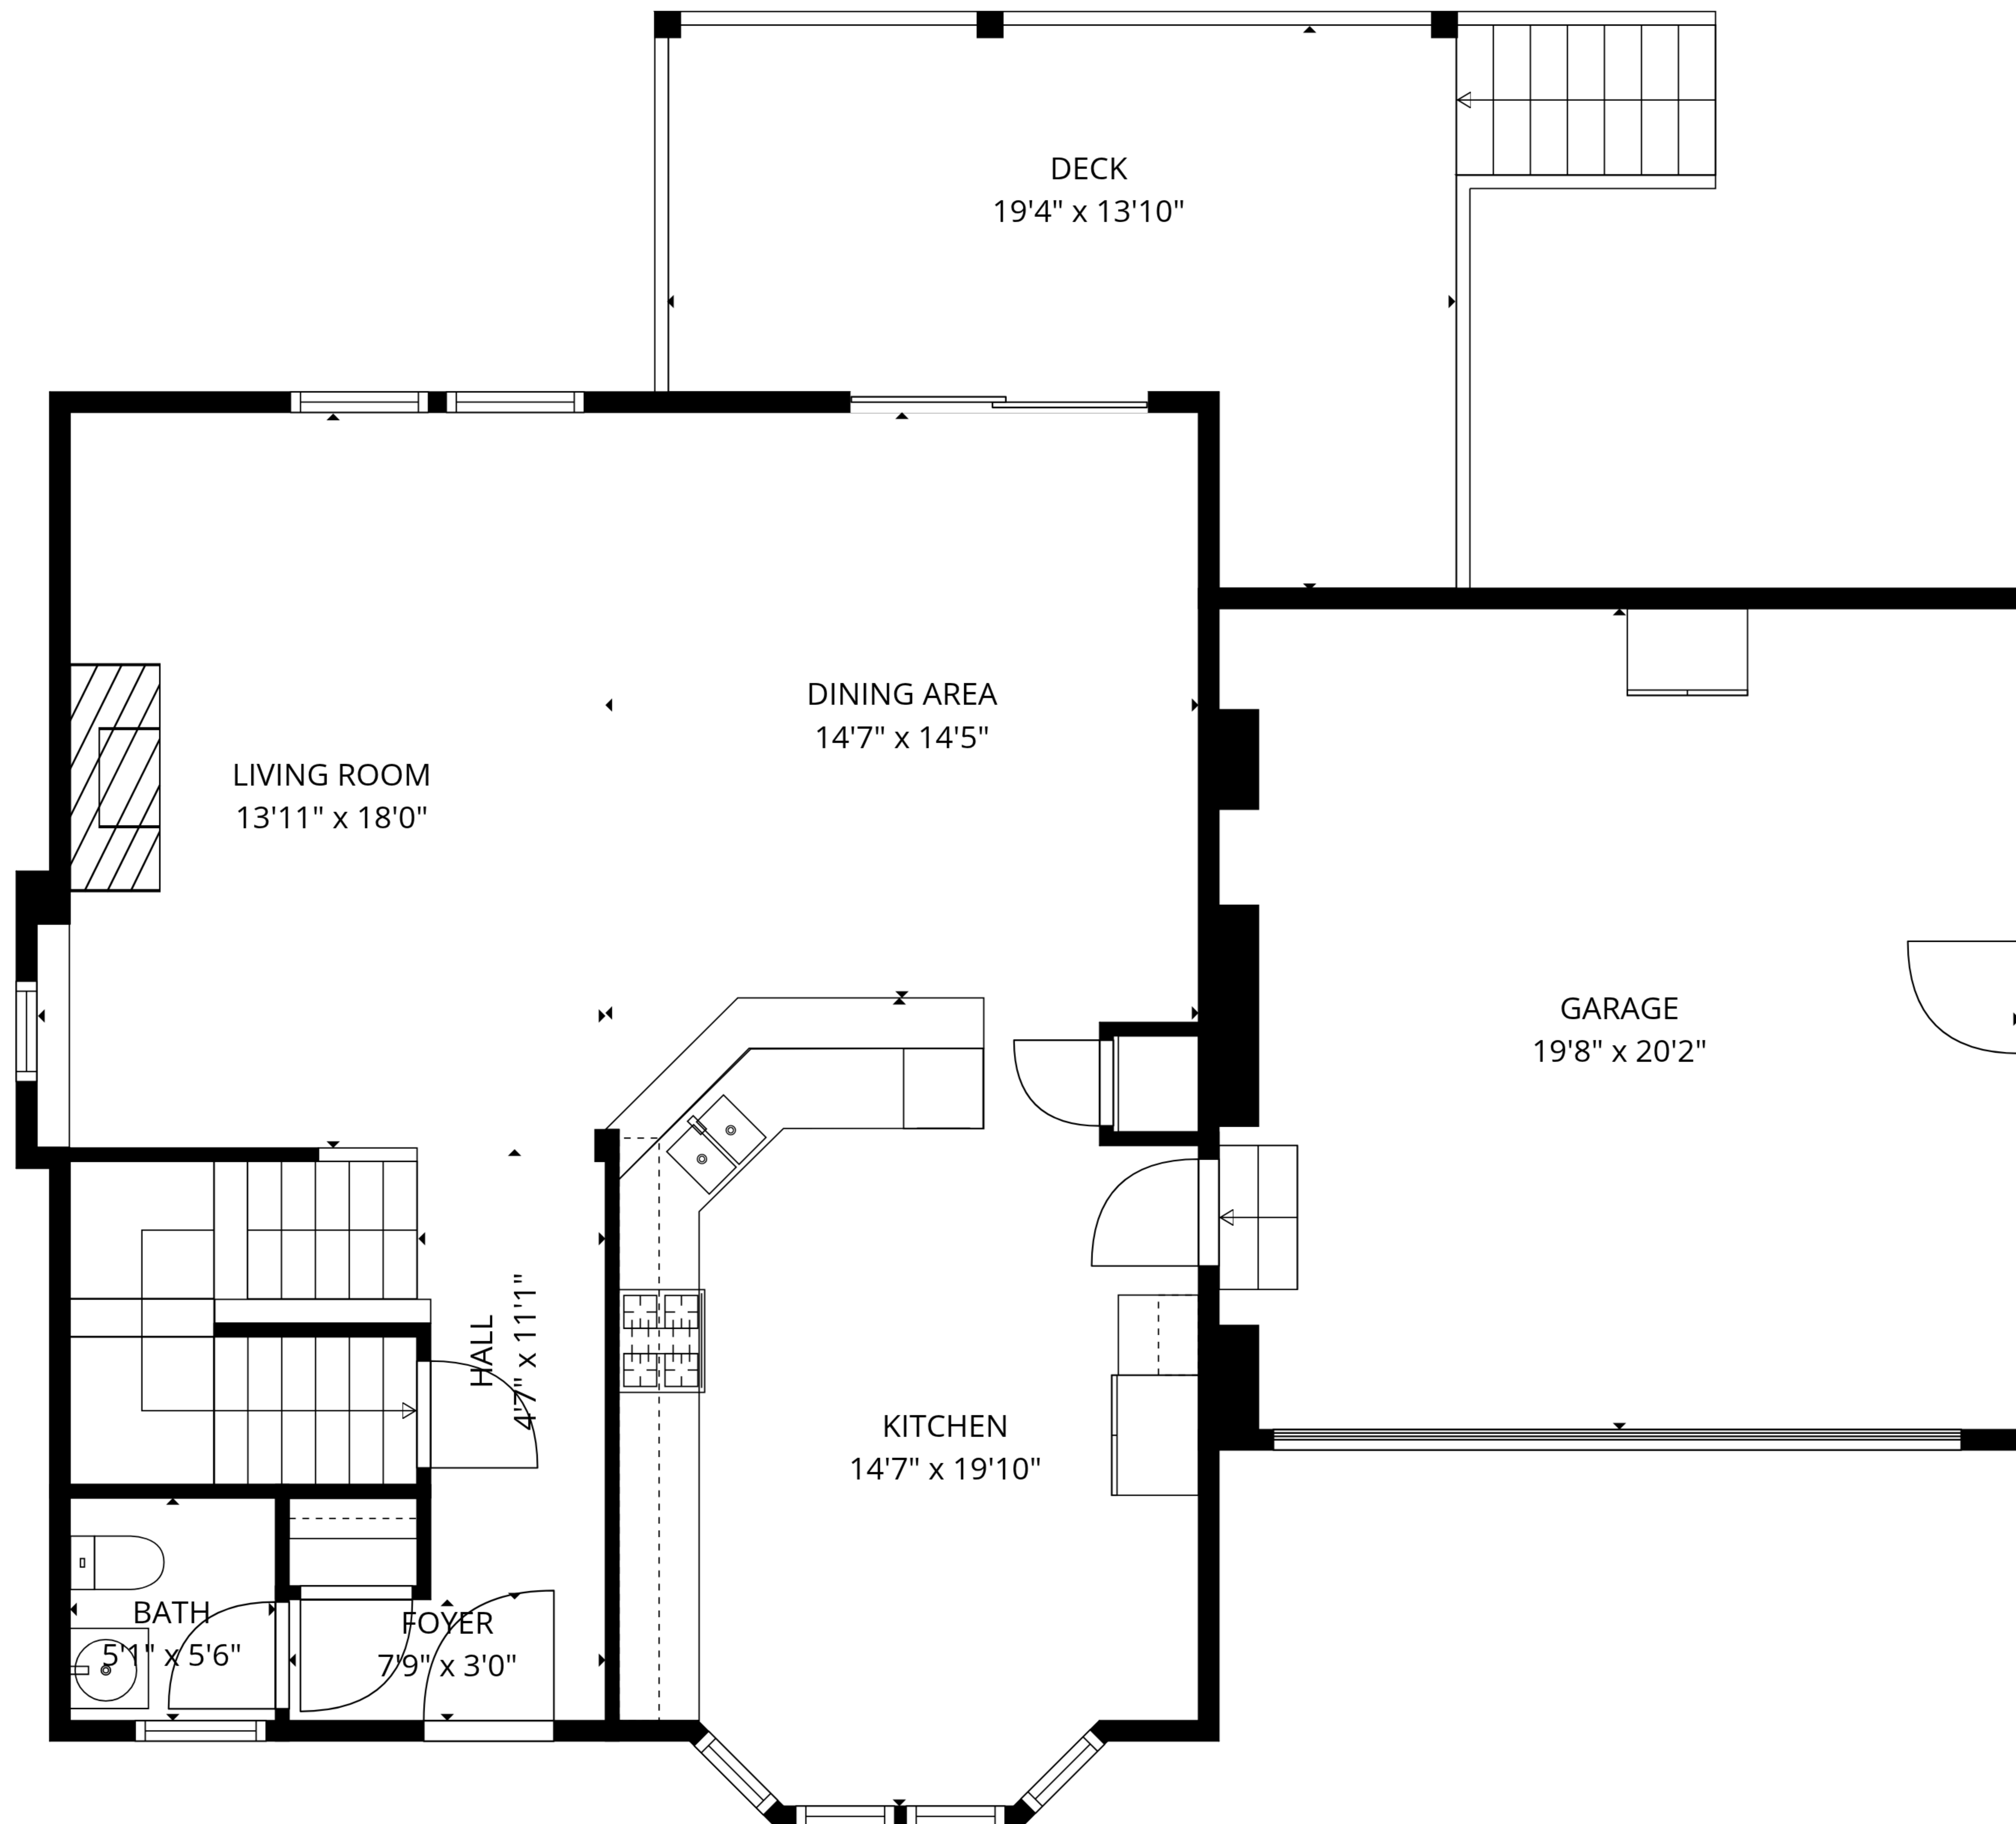 DECK
19'4" x 13'10"
DINING AREA
14'7" x 14'5"
LIVING ROOM
13'11" x 18'0"
GARAGE
19'8" x 20'2"
HALL
4'7" x 11'1"
KITCHEN
14'7" x 19'10"
BATH
5'1" x 5'6"
FOYER
7'9" x 3'0"